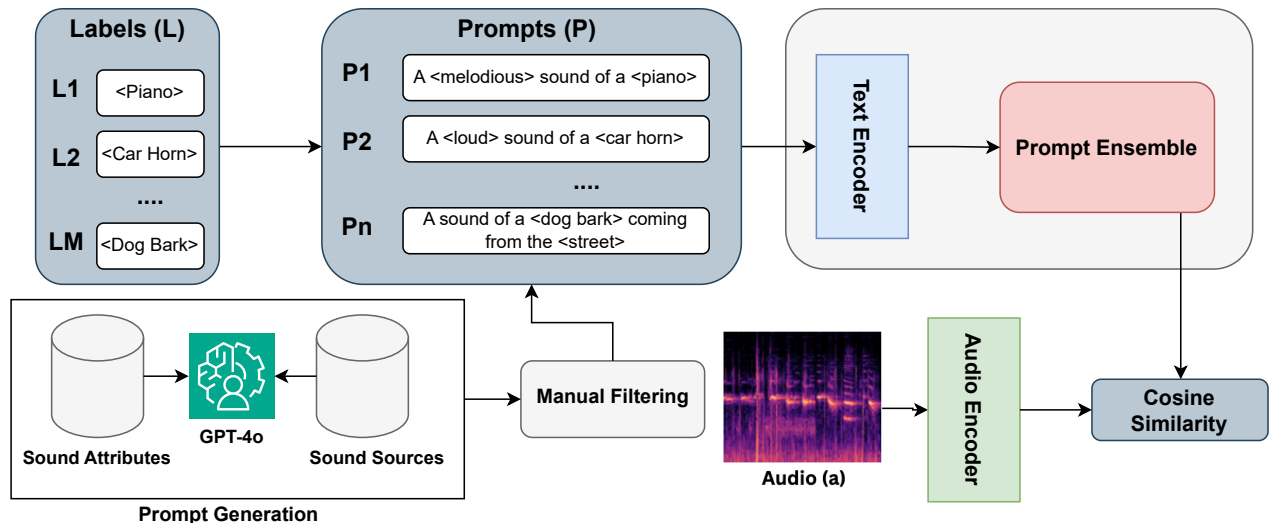 Labels (L)
L1
<Piano>
L2
<Car Horn>
....
LM
<Dog Bark>
Prompts (P)
P1
A <melodious> sound of a <piano>
P2
A <loud> sound of a <car horn>
....
Pn
A sound of a <dog bark> coming
from the <street>
Text Encoder
Prompt Ensemble
Sound Attributes
GPT-4o
Sound Sources
Prompt Generation
Manual Filtering
Audio (a)
Audio Encoder
Cosine
Similarity